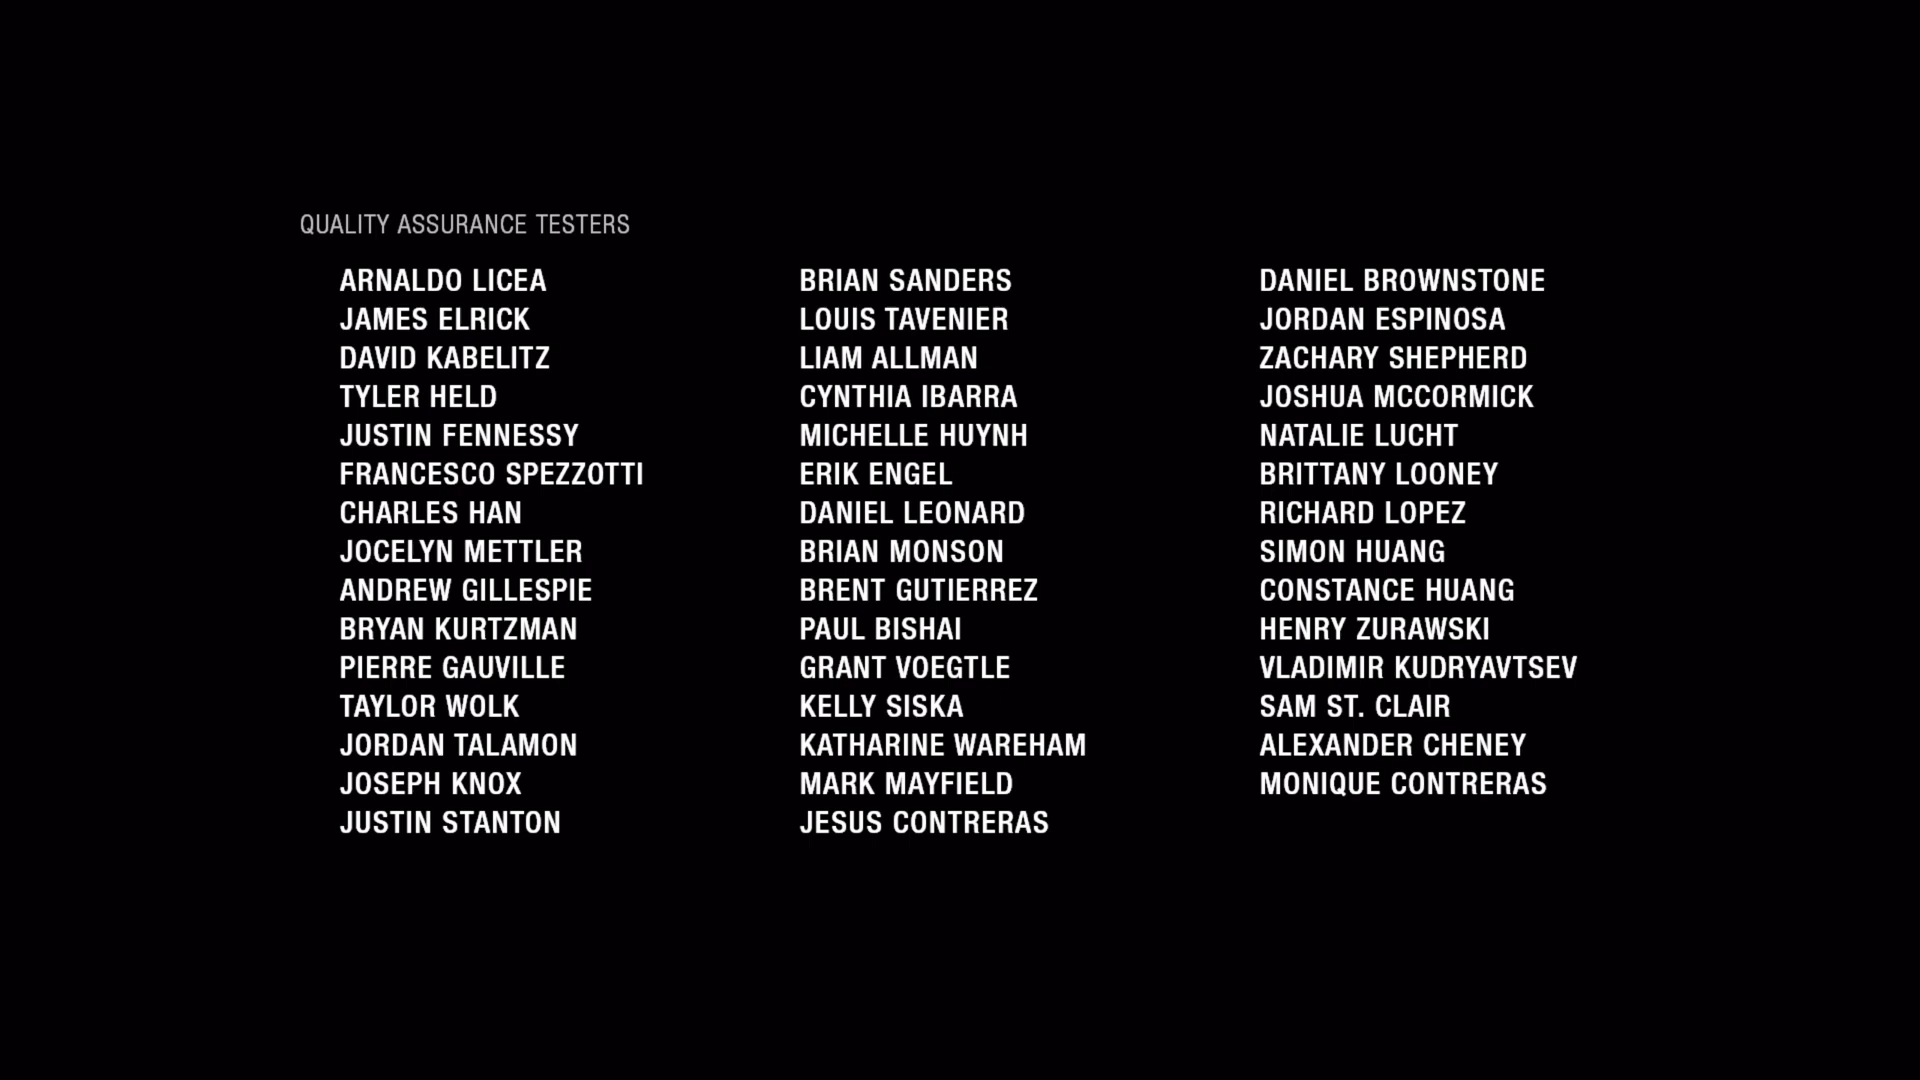 QUALITY ASSURANCE TESTERS
ARNALDO LICEA
JAMES ELRICK
DAVID KABELITZ
TYLER HELD
JUSTIN FENNESSY
FRANCESCO SPEZZOTTI
CHARLES HAN
JOCELYN METTLER
ANDREW GILLESPIE
BRYAN KURTZMAN
PIERRE GAUVILLE
TAYLOR WOLK
JORDAN TALAMON
JOSEPH KNOX
JUSTIN STANTON
BRIAN SANDERS
LOUIS TAVENIER
LIAM ALLMAN
CYNTHIA IBARRA
MICHELLE HUYNH
ERIK ENGEL
DANIEL LEONARD
BRIAN MONSON
BRENT GUTIERREZ
PAUL BISHAI
GRANT VOEGTLE
KELLY SISKA
KATHARINE WAREHAM
MARK MAYFIELD
JESUS CONTRERAS
DANIEL BROWNSTONE
JORDAN ESPINOSA
ZACHARY SHEPHERD
JOSHUA MCCORMICK
NATALIE LUCHT
BRITTANY LOONEY
RICHARD LOPEZ
SIMON HUANG
CONSTANCE HUANG
HENRY ZURAWSKI
VLADIMIR KUDRYAVTSEV
SAM ST. CLAIR
ALEXANDER CHENEY
MONIQUE CONTRERAS